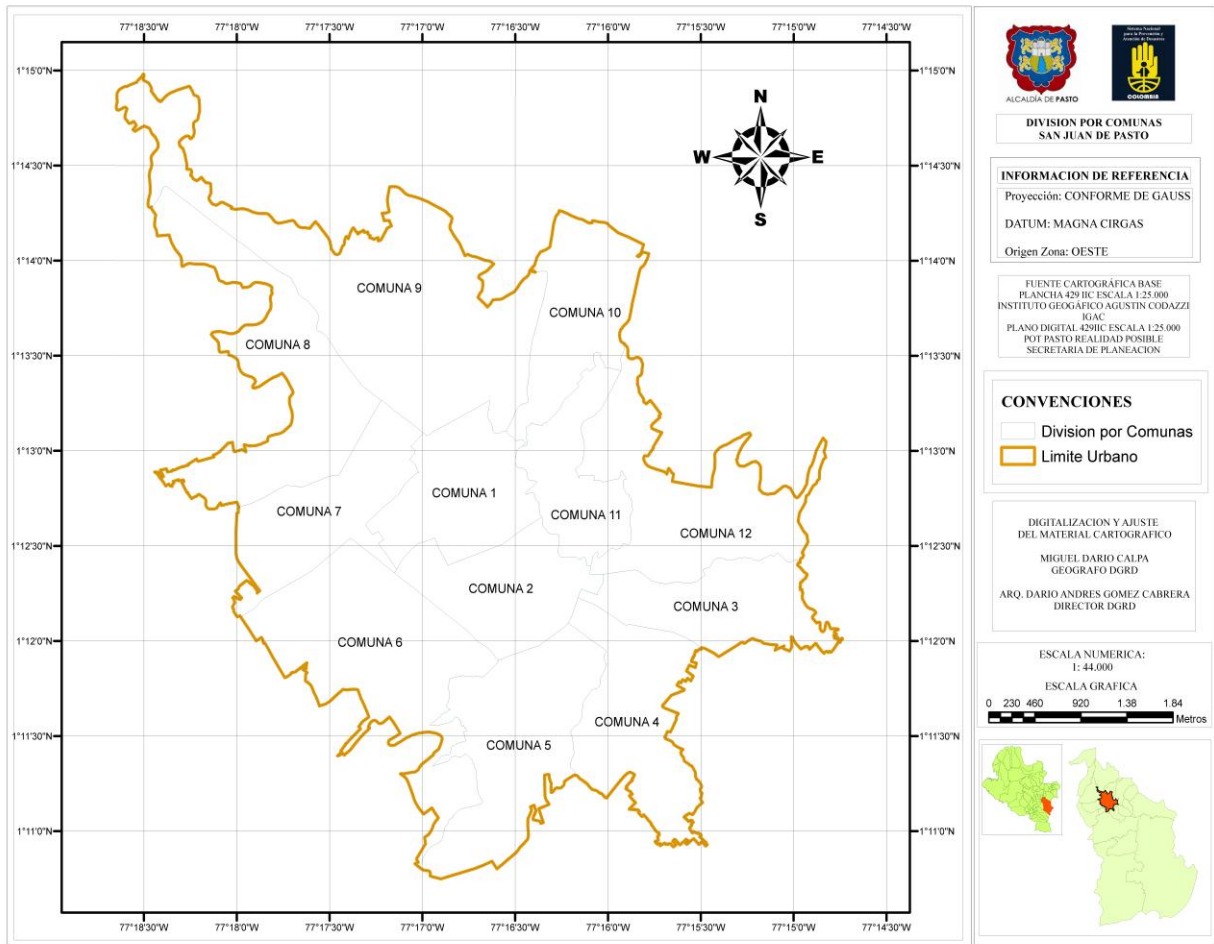 77°18'30"W 77°18'0"W 77°17'30"W 77°17'0"W 77°16'30"W 77°16'0"W 77°15'30"W 77°15'0"W 77°14'30"W
1°15'0"N 1°15'0"N
1°14'30"N 1°14'30"N
1°14'0"N 1°14'0"N
1°13'30"N 1°13'30"N
1°13'0"N 1°13'0"N
1°12'30"N 1°12'30"N
1°12'0"N 1°12'0"N
1°11'30"N 1°11'30"N
1°11'0"N 1°11'0"N
N
W E
S
COMUNA 9
COMUNA 10
COMUNA 8
COMUNA 1
COMUNA 7
COMUNA 11
COMUNA 12
COMUNA 2
COMUNA 3
COMUNA 6
COMUNA 4
COMUNA 5
77°18'30"W 77°18'0"W 77°17'30"W 77°17'0"W 77°16'30"W 77°16'0"W 77°15'30"W 77°15'0"W 77°14'30"W
ALCALDÍA DE PASTO
Sistema Nacional
para la Prevención y
Atención de Desastres
COLOMBIA
DIVISION POR COMUNAS
SAN JUAN DE PASTO
INFORMACION DE REFERENCIA
Proyección: CONFORME DE GAUSS
DATUM: MAGNA CIRGAS
Origen Zona: OESTE
FUENTE CARTOGRÁFICA BASE
PLANCHA 429 IIC ESCALA 1:25.000
INSTITUTO GEOGÁFICO AGUSTIN CODAZZI
IGAC
PLANO DIGITAL 429IIC ESCALA 1:25.000
POT PASTO REALIDAD POSIBLE
SECRETARIA DE PLANEACION
CONVENCIONES
Division por Comunas
Limite Urbano
DIGITALIZACION Y AJUSTE
DEL MATERIAL CARTOGRAFICO
MIGUEL DARIO CALPA
GEOGRAFO DGRD
ARQ. DARIO ANDRES GOMEZ CABRERA
DIRECTOR DGRD
ESCALA NUMERICA:
1: 44.000
ESCALA GRAFICA
0 230 460 920 1.38 1.84
Metros